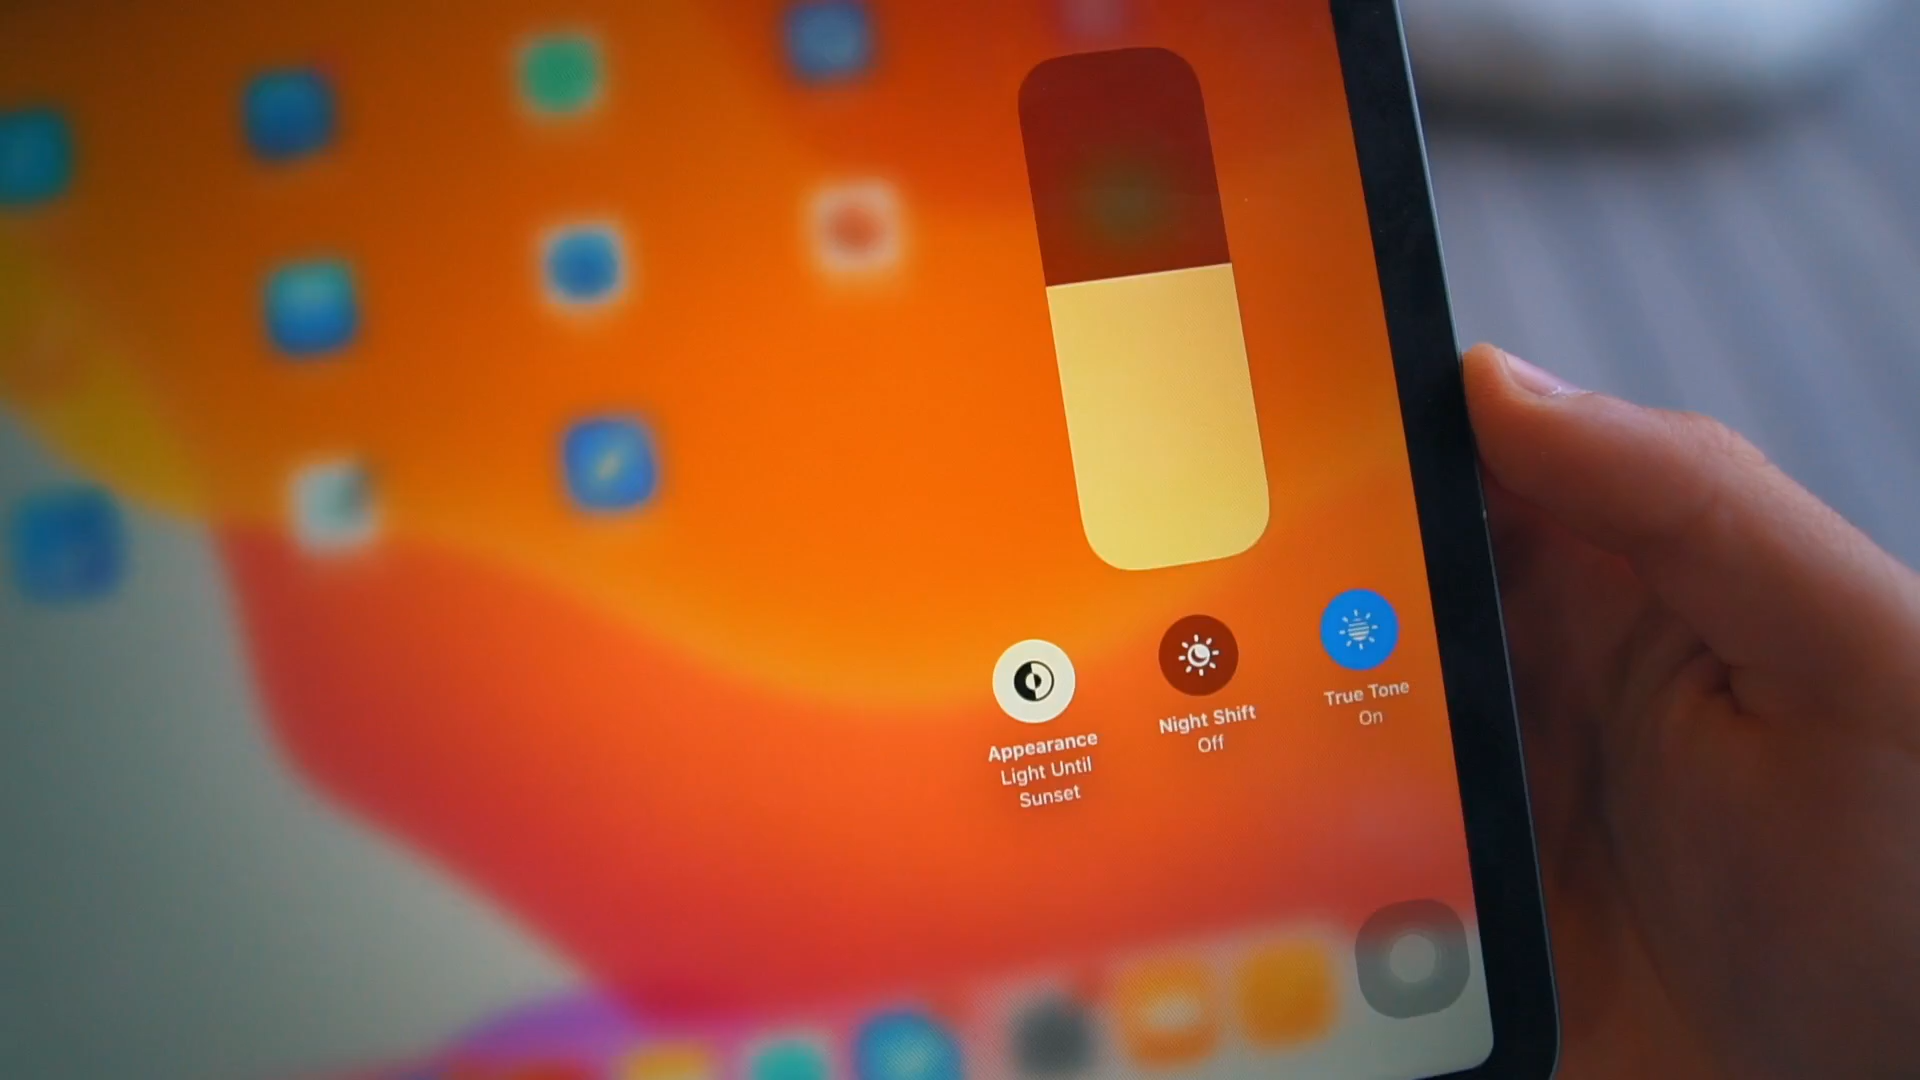 Appearance
Light Until
Sunset
Night Shift
Off
True Tone
On